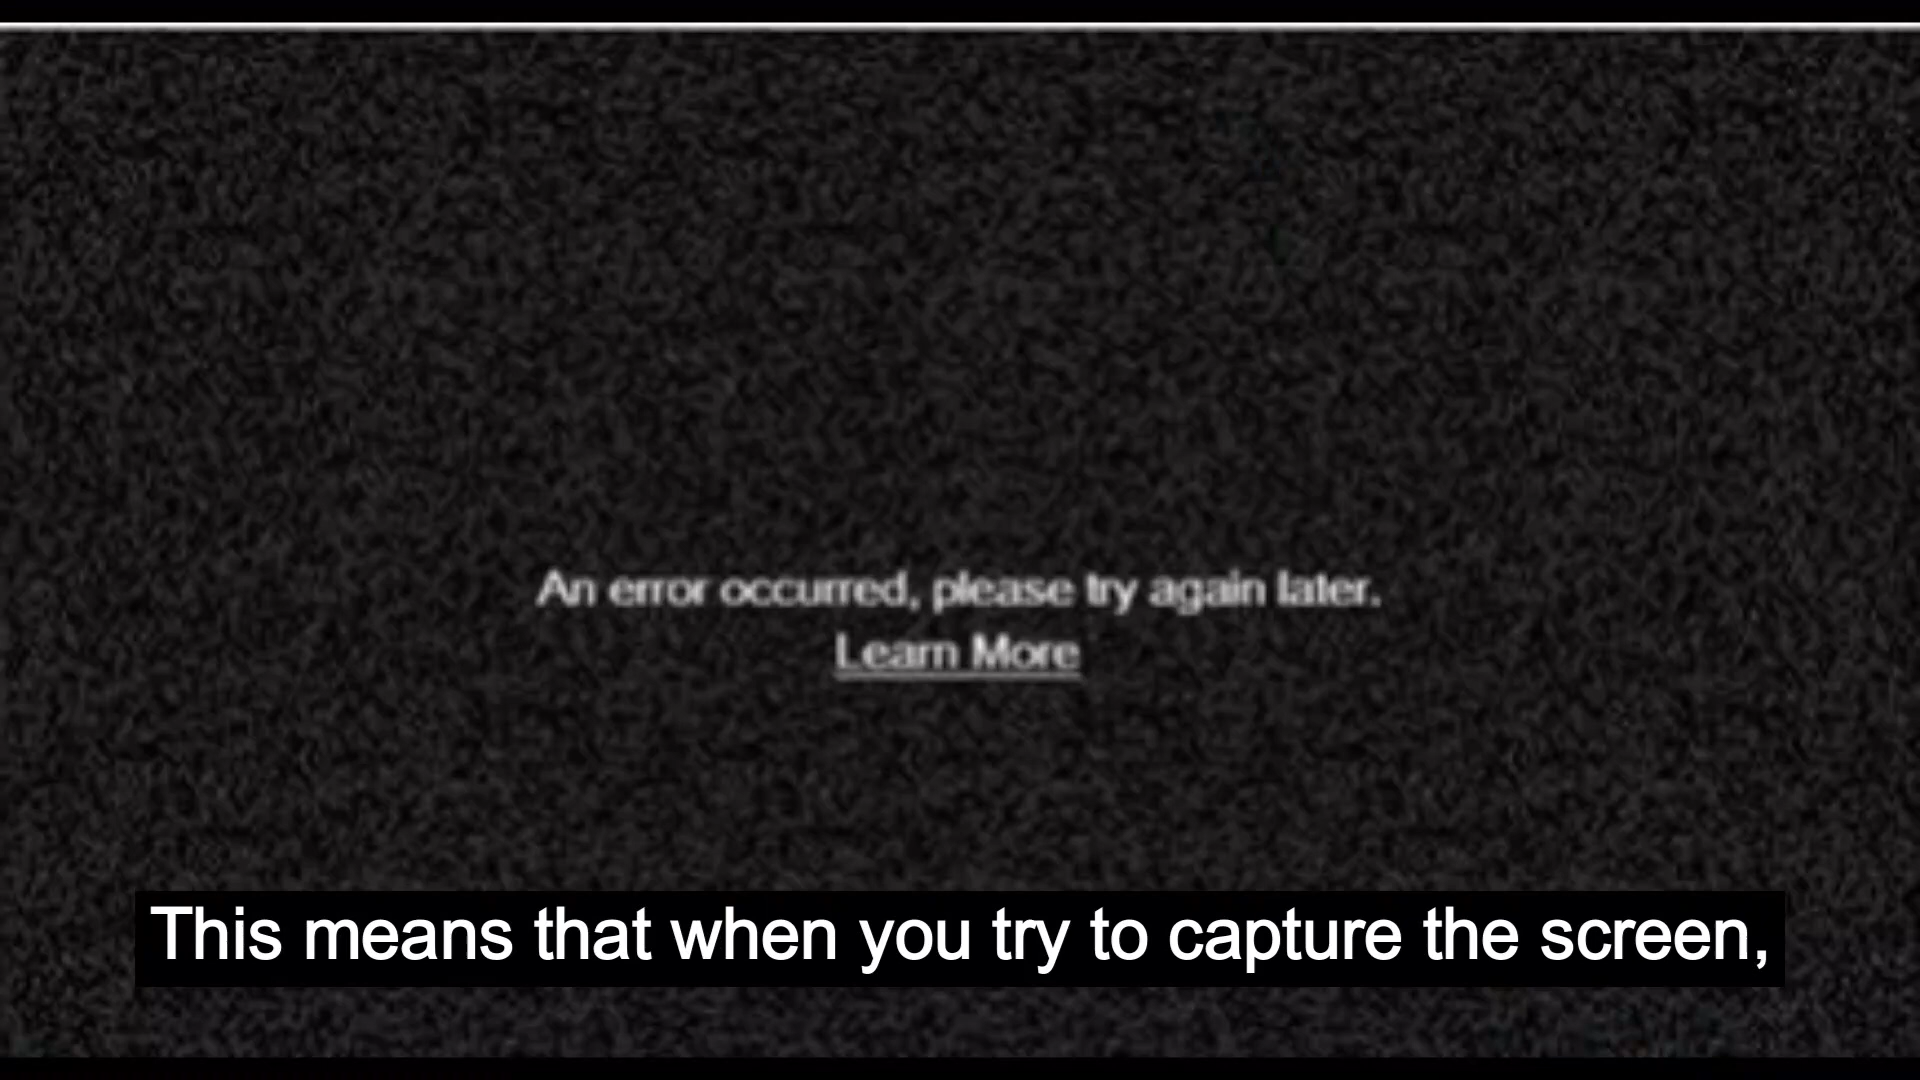 An error occurred, please try again later.
Learn More
This means that when you try to capture the screen,